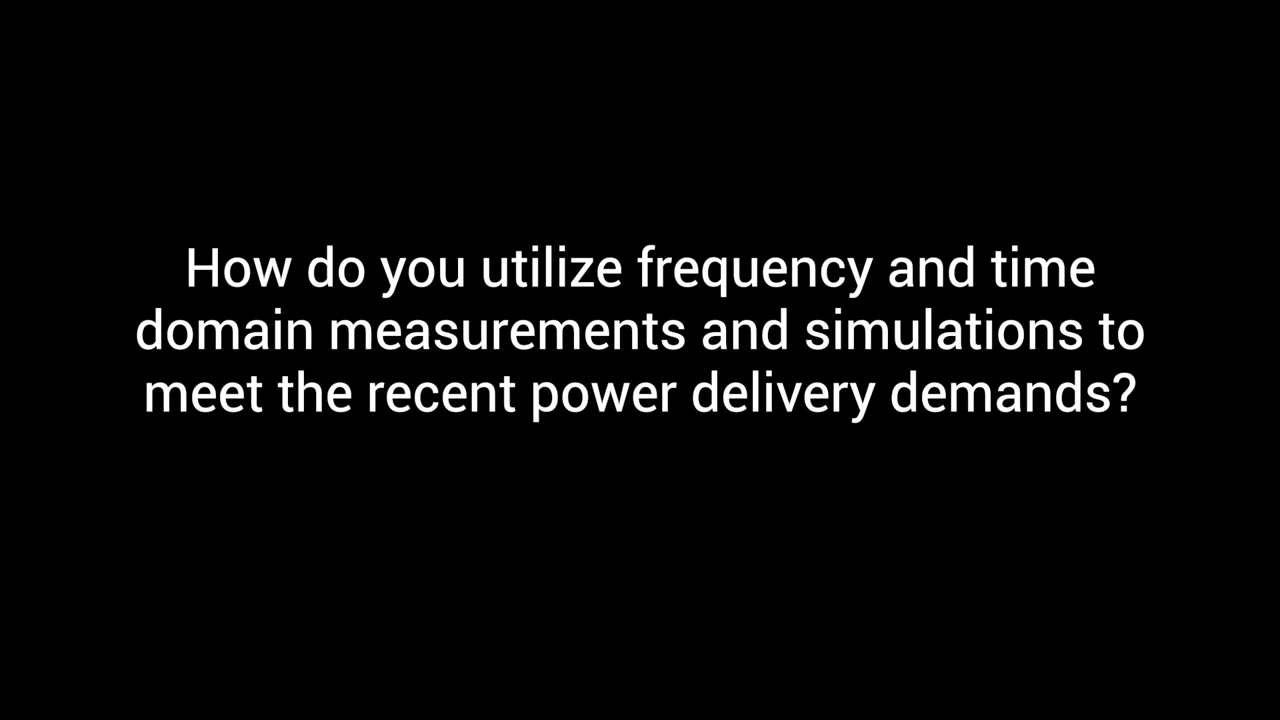 How do you utilize frequency and time
domain measurements and simulations to
meet the recent power delivery demands?